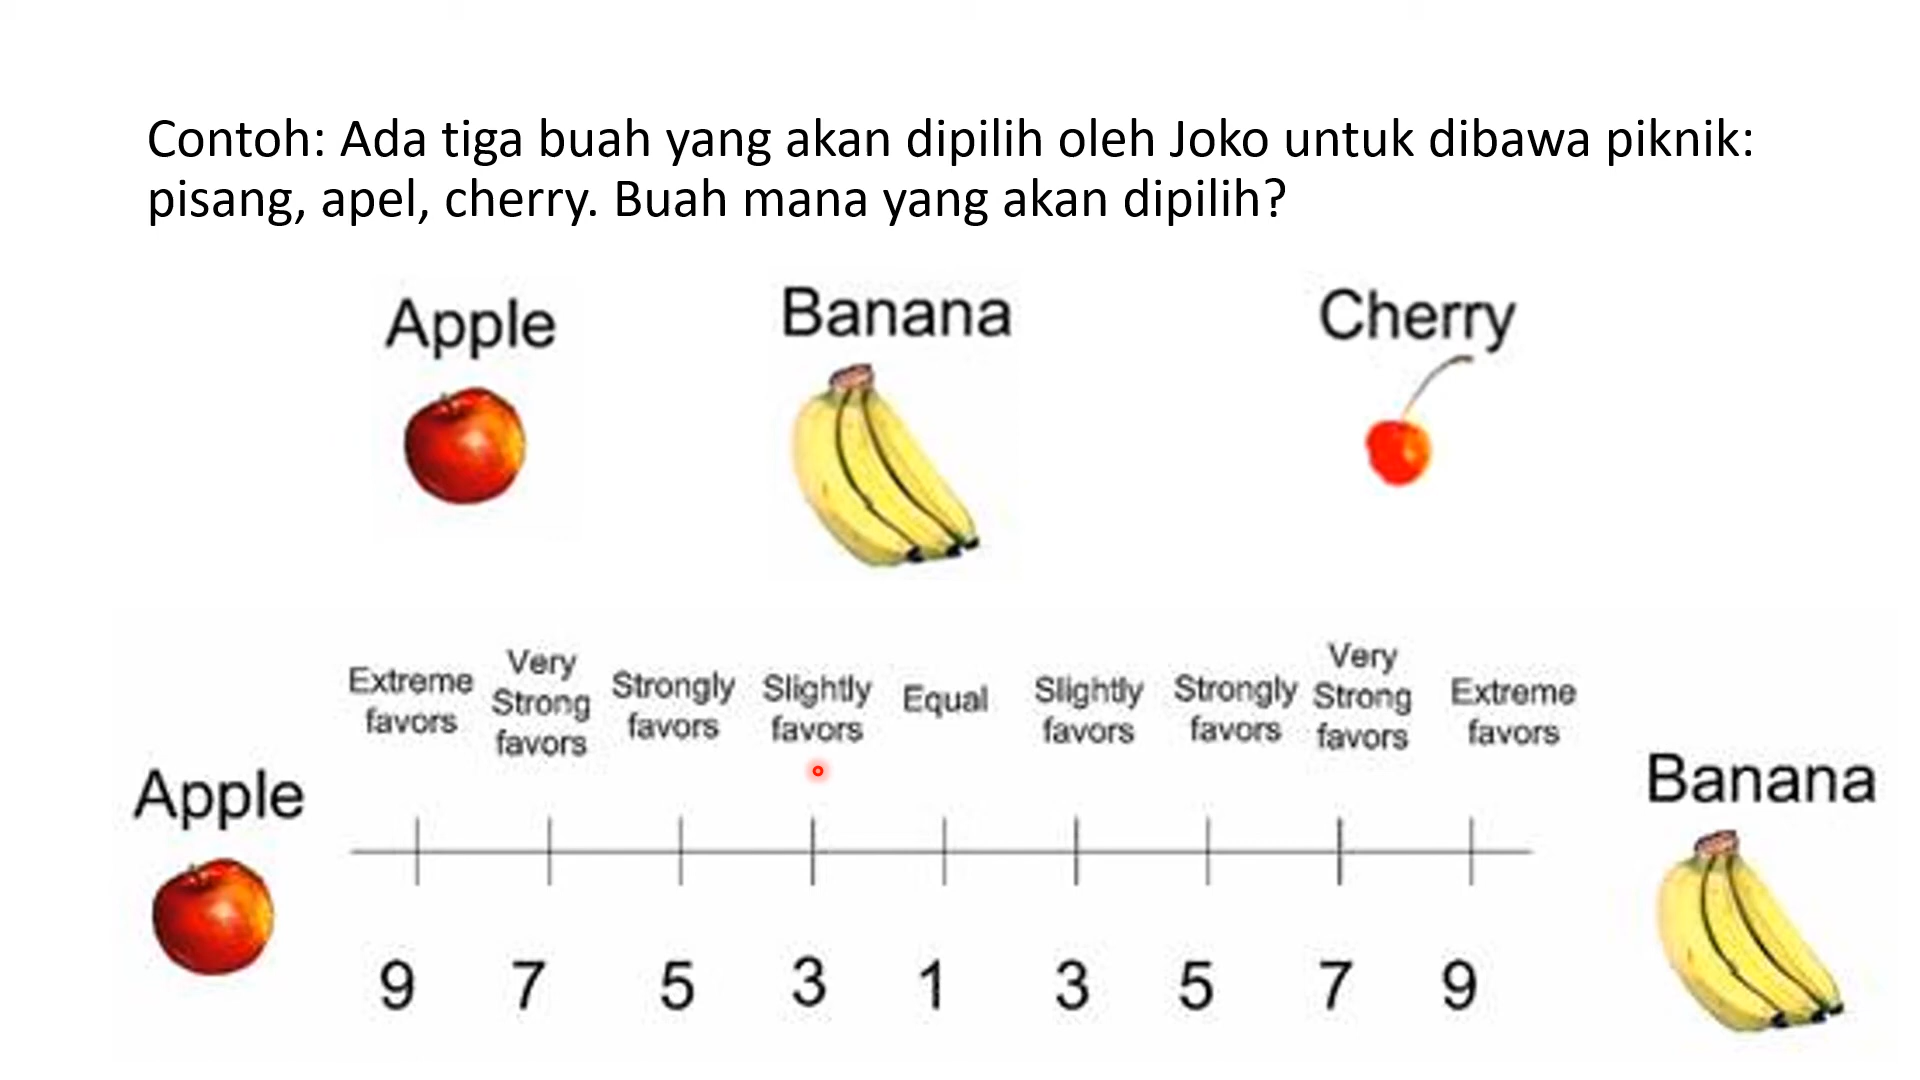 Contoh: Ada tiga buah yang akan dipilih oleh Joko untuk dibawa piknik:
pisang, apel, cherry. Buah mana yang akan dipilih?
Apple
Banana
Cherry
Extreme
favors
Very
Strong
favors
Strongly
favors
Slightly
favors
Equal
Slightly
favors
Strongly
favors
Very
Strong
favors
Extreme
favors
Apple
Banana
9 7 5 3 1 3 5 7 9